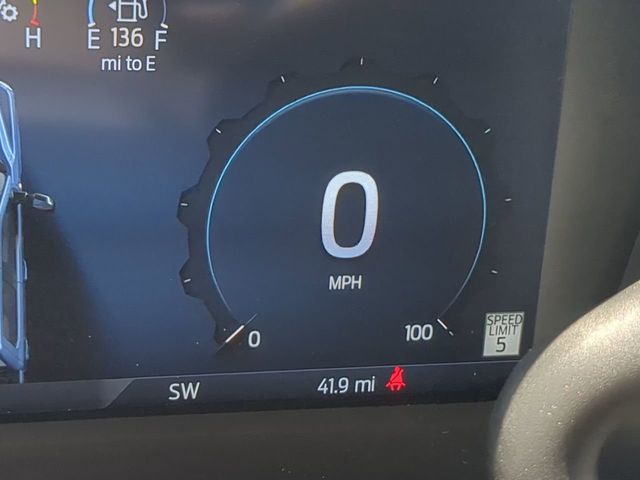 H
E 136 F
mi to E
0
MPH
0 100
SPEED
LIMIT
5
SW 41.9 mi